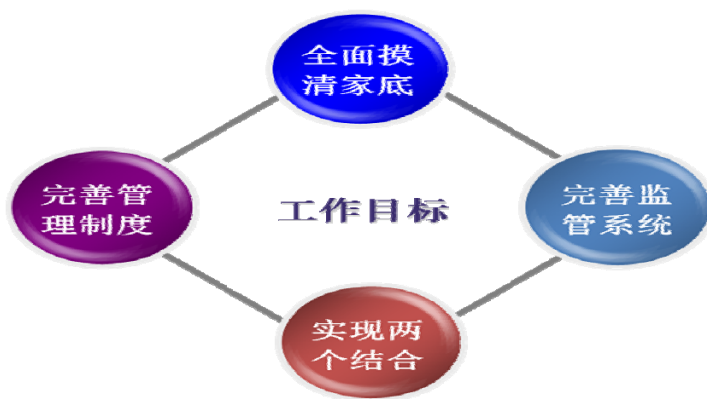 全面摸
清家底
完善管
理制度
工作目标
完善监
管系统
实现两
个结合